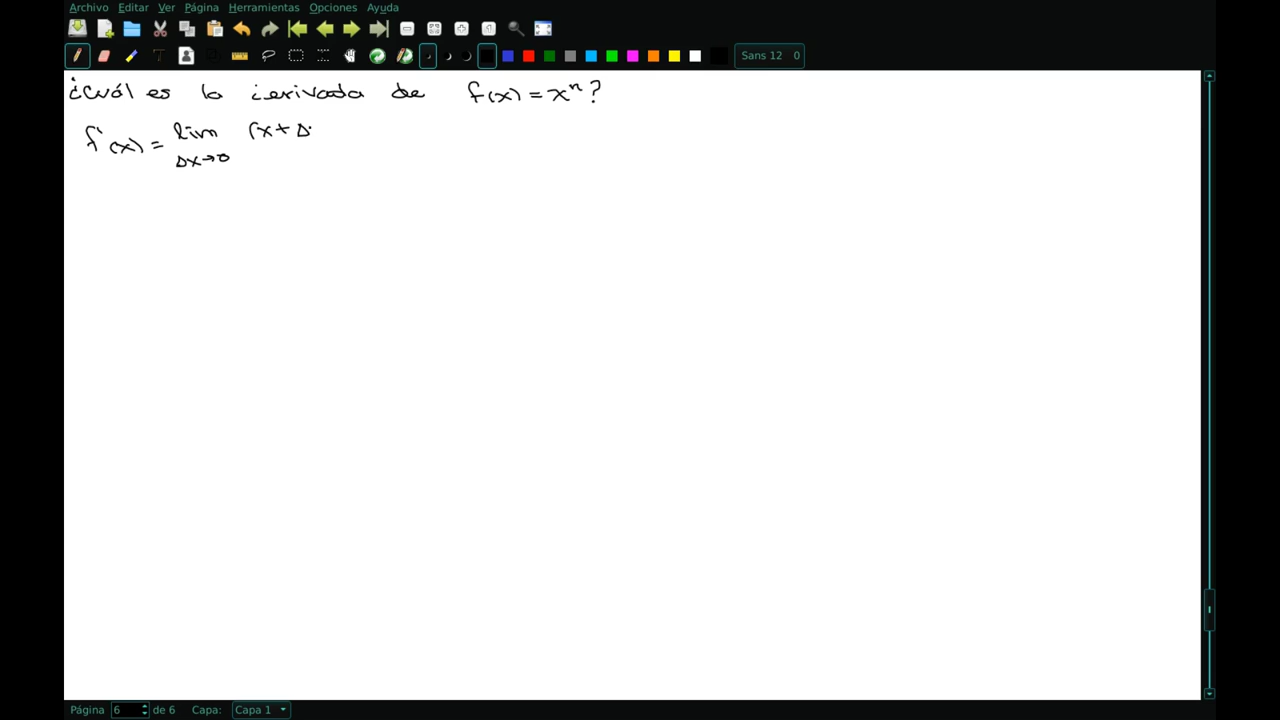 Archivo Editar Ver Página Herramientas Opciones Ayuda
Sans 12 0
¿Cuál es la ierivada de f(x) = xⁿ?
f'(x) = lim (x + Δ
Δx→0
Página 6 de 6 Capa: Capa 1